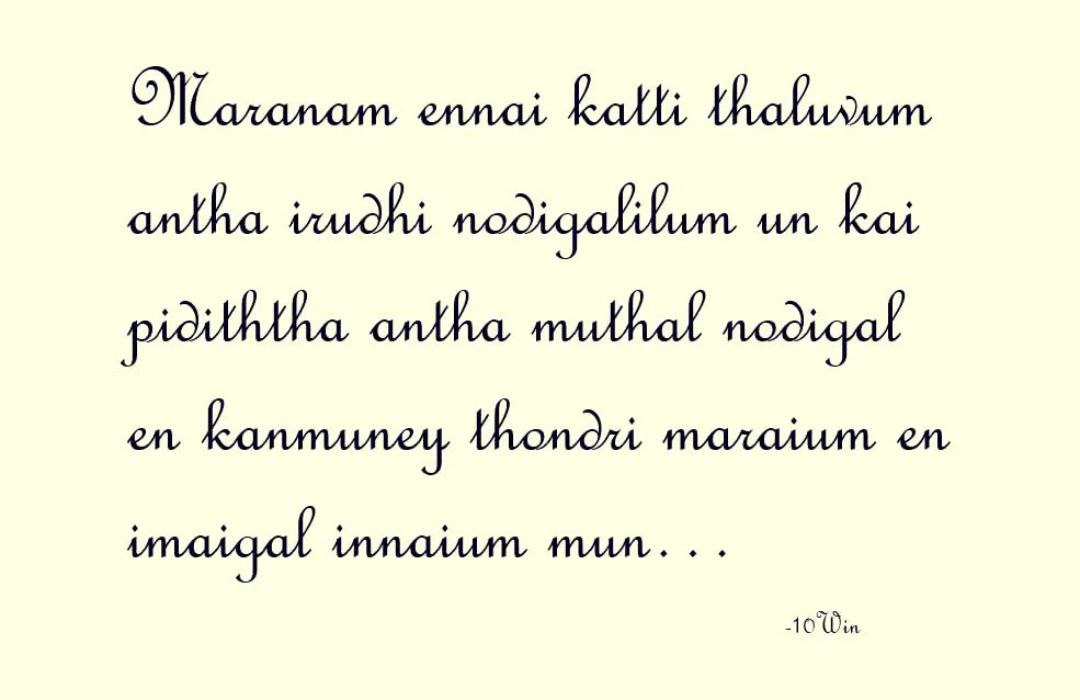 Maranam ennai katti thaluvum
antha irudhi nodigalilum un kai
pidiththa antha muthal nodigal
en kanmuney thondri maraium en
imaigal innaium mun...
-10Win